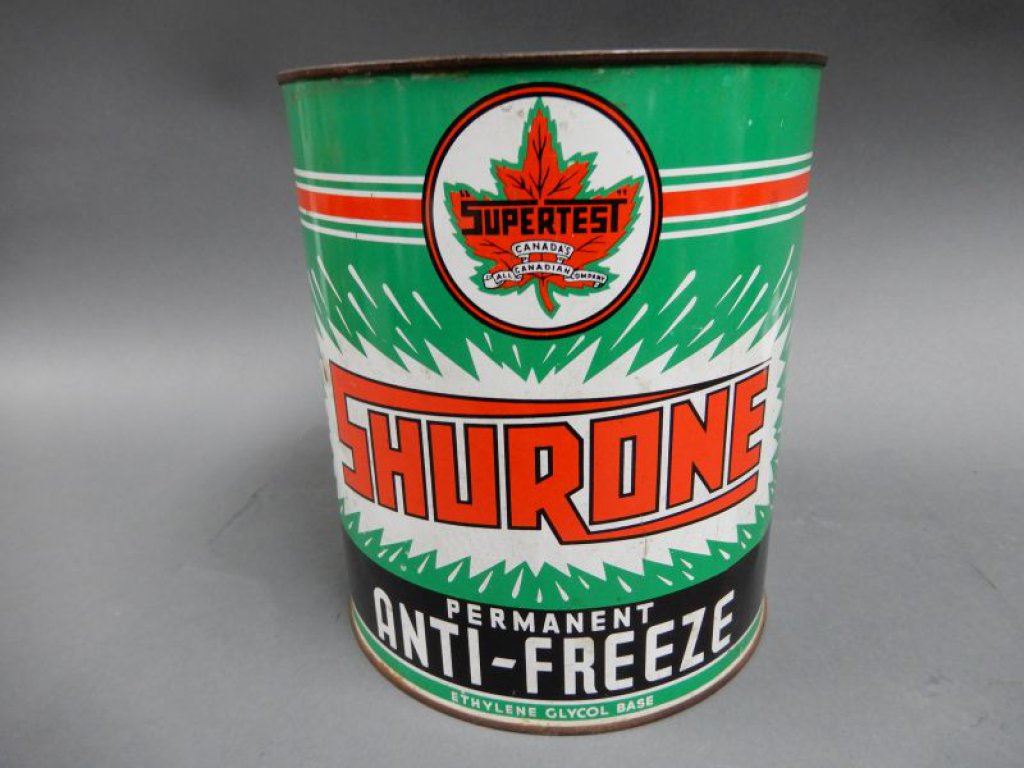 "SUPERTEST"
CANADA'S
ALL CANADIAN COMPANY
SHURONE
PERMANENT
ANTI-FREEZE
ETHYLENE GLYCOL BASE